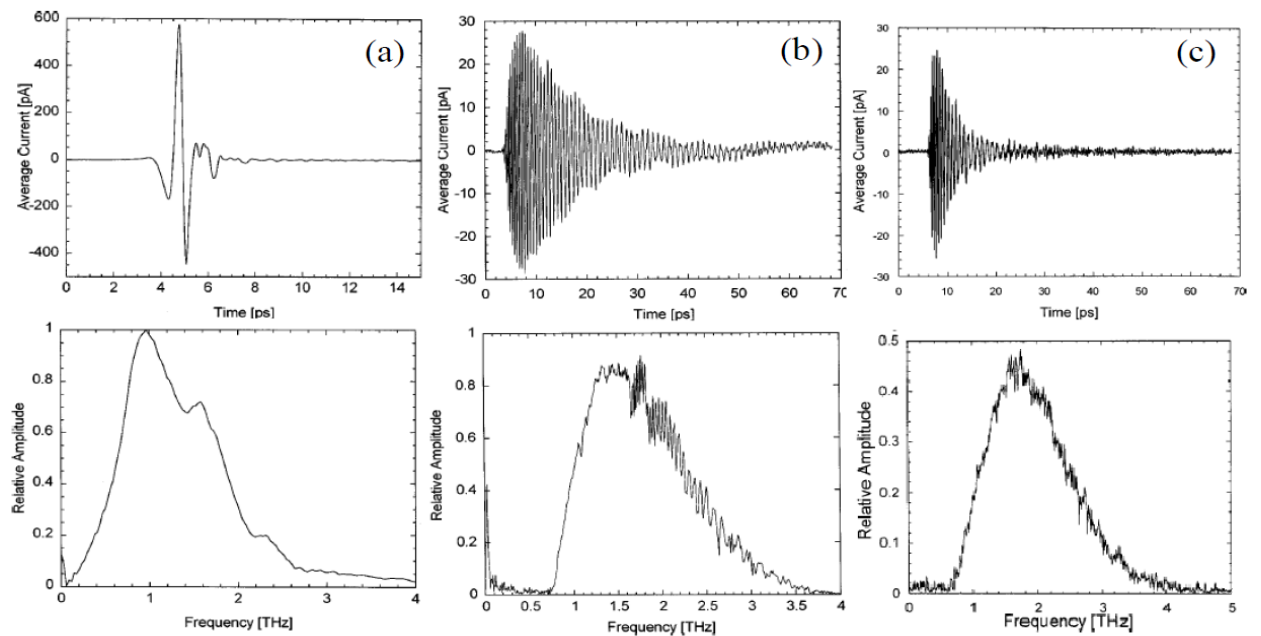 (a)
600
400
200
0
-200
-400
Average Current [pA]
0 2 4 6 8 10 12 14
Time [ps]
(b)
30
20
10
0
-10
-20
-30
Average Current [pA]
0 10 20 30 40 50 60 70
Time [ps]
(c)
30
20
10
0
-10
-20
-30
Average Current [pA]
0 10 20 30 40 50 60 70
Time [ps]
1
0.8
0.6
0.4
0.2
0
Relative Amplitude
0 1 2 3 4
Frequency [THz]
1
0.8
0.6
0.4
0.2
0
Relative Amplitude
0 0.5 1 1.5 2 2.5 3 3.5 4
Frequency [THz]
0.5
0.4
0.3
0.2
0.1
0
Relative Amplitude
0 1 2 3 4 5
Frequency [THz]